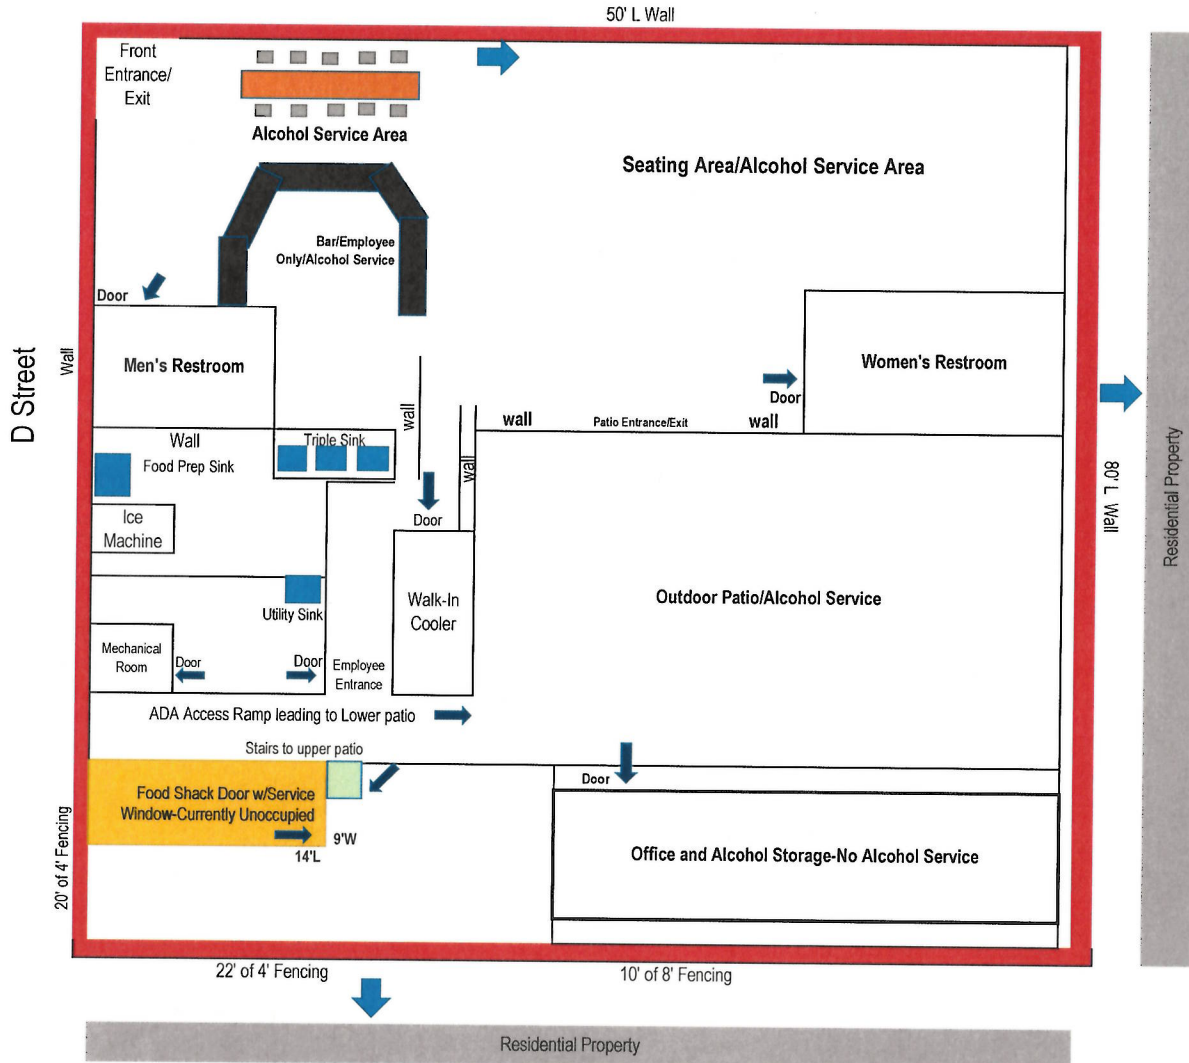 50' L Wall
Front
Entrance/
Exit
Alcohol Service Area
Seating Area/Alcohol Service Area
Bar/Employee
Only/Alcohol Service
Door
Men's Restroom
D Street
Wall
Women's Restroom
Door
wall
wall
Patio Entrance/Exit
wall
wall
Wall
Triple Sink
Food Prep Sink
Ice
Machine
Door
80' L Wall
Residential Property
Walk-In
Cooler
Outdoor Patio/Alcohol Service
Utility Sink
Mechanical
Room
Door
Door
Employee
Entrance
ADA Access Ramp leading to Lower patio
Stairs to upper patio
Door
Food Shack Door w/Service
Window-Currently Unoccupied
9'W
14'L
20' of 4' Fencing
Office and Alcohol Storage-No Alcohol Service
22' of 4' Fencing
10' of 8' Fencing
Residential Property